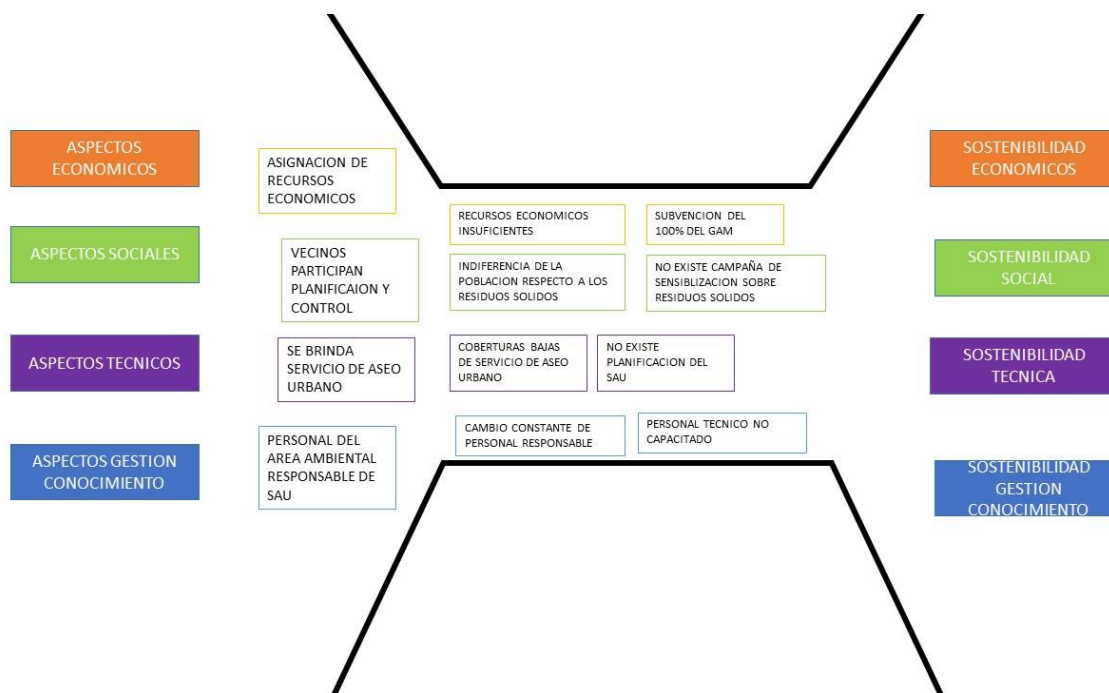 ASPECTOS
ECONOMICOS
ASIGNACION DE
RECURSOS
ECONOMICOS
RECURSOS ECONOMICOS
INSUFICIENTES
SUBVENCION DEL
100% DEL GAM
SOSTENIBILIDAD
ECONOMICOS
ASPECTOS SOCIALES
VECINOS
PARTICIPAN
PLANIFICAION Y
CONTROL
INDIFERENCIA DE LA
POBLACION RESPECTO A LOS
RESIDUOS SOLIDOS
NO EXISTE CAMPAÑA DE
SENSIBLIZACION SOBRE
RESIDUOS SOLIDOS
SOSTENIBILIDAD
SOCIAL
ASPECTOS TECNICOS
SE BRINDA
SERVICIO DE ASEO
URBANO
COBERTURAS BAJAS
DE SERVICIO DE ASEO
URBANO
NO EXISTE
PLANIFICACION DEL
SAU
SOSTENIBILIDAD
TECNICA
ASPECTOS GESTION
CONOCIMIENTO
PERSONAL DEL
AREA AMBIENTAL
RESPONSABLE DE
SAU
CAMBIO CONSTANTE DE
PERSONAL RESPONSABLE
PERSONAL TECNICO NO
CAPACITADO
SOSTENIBILIDAD
GESTION
CONOCIMIENTO